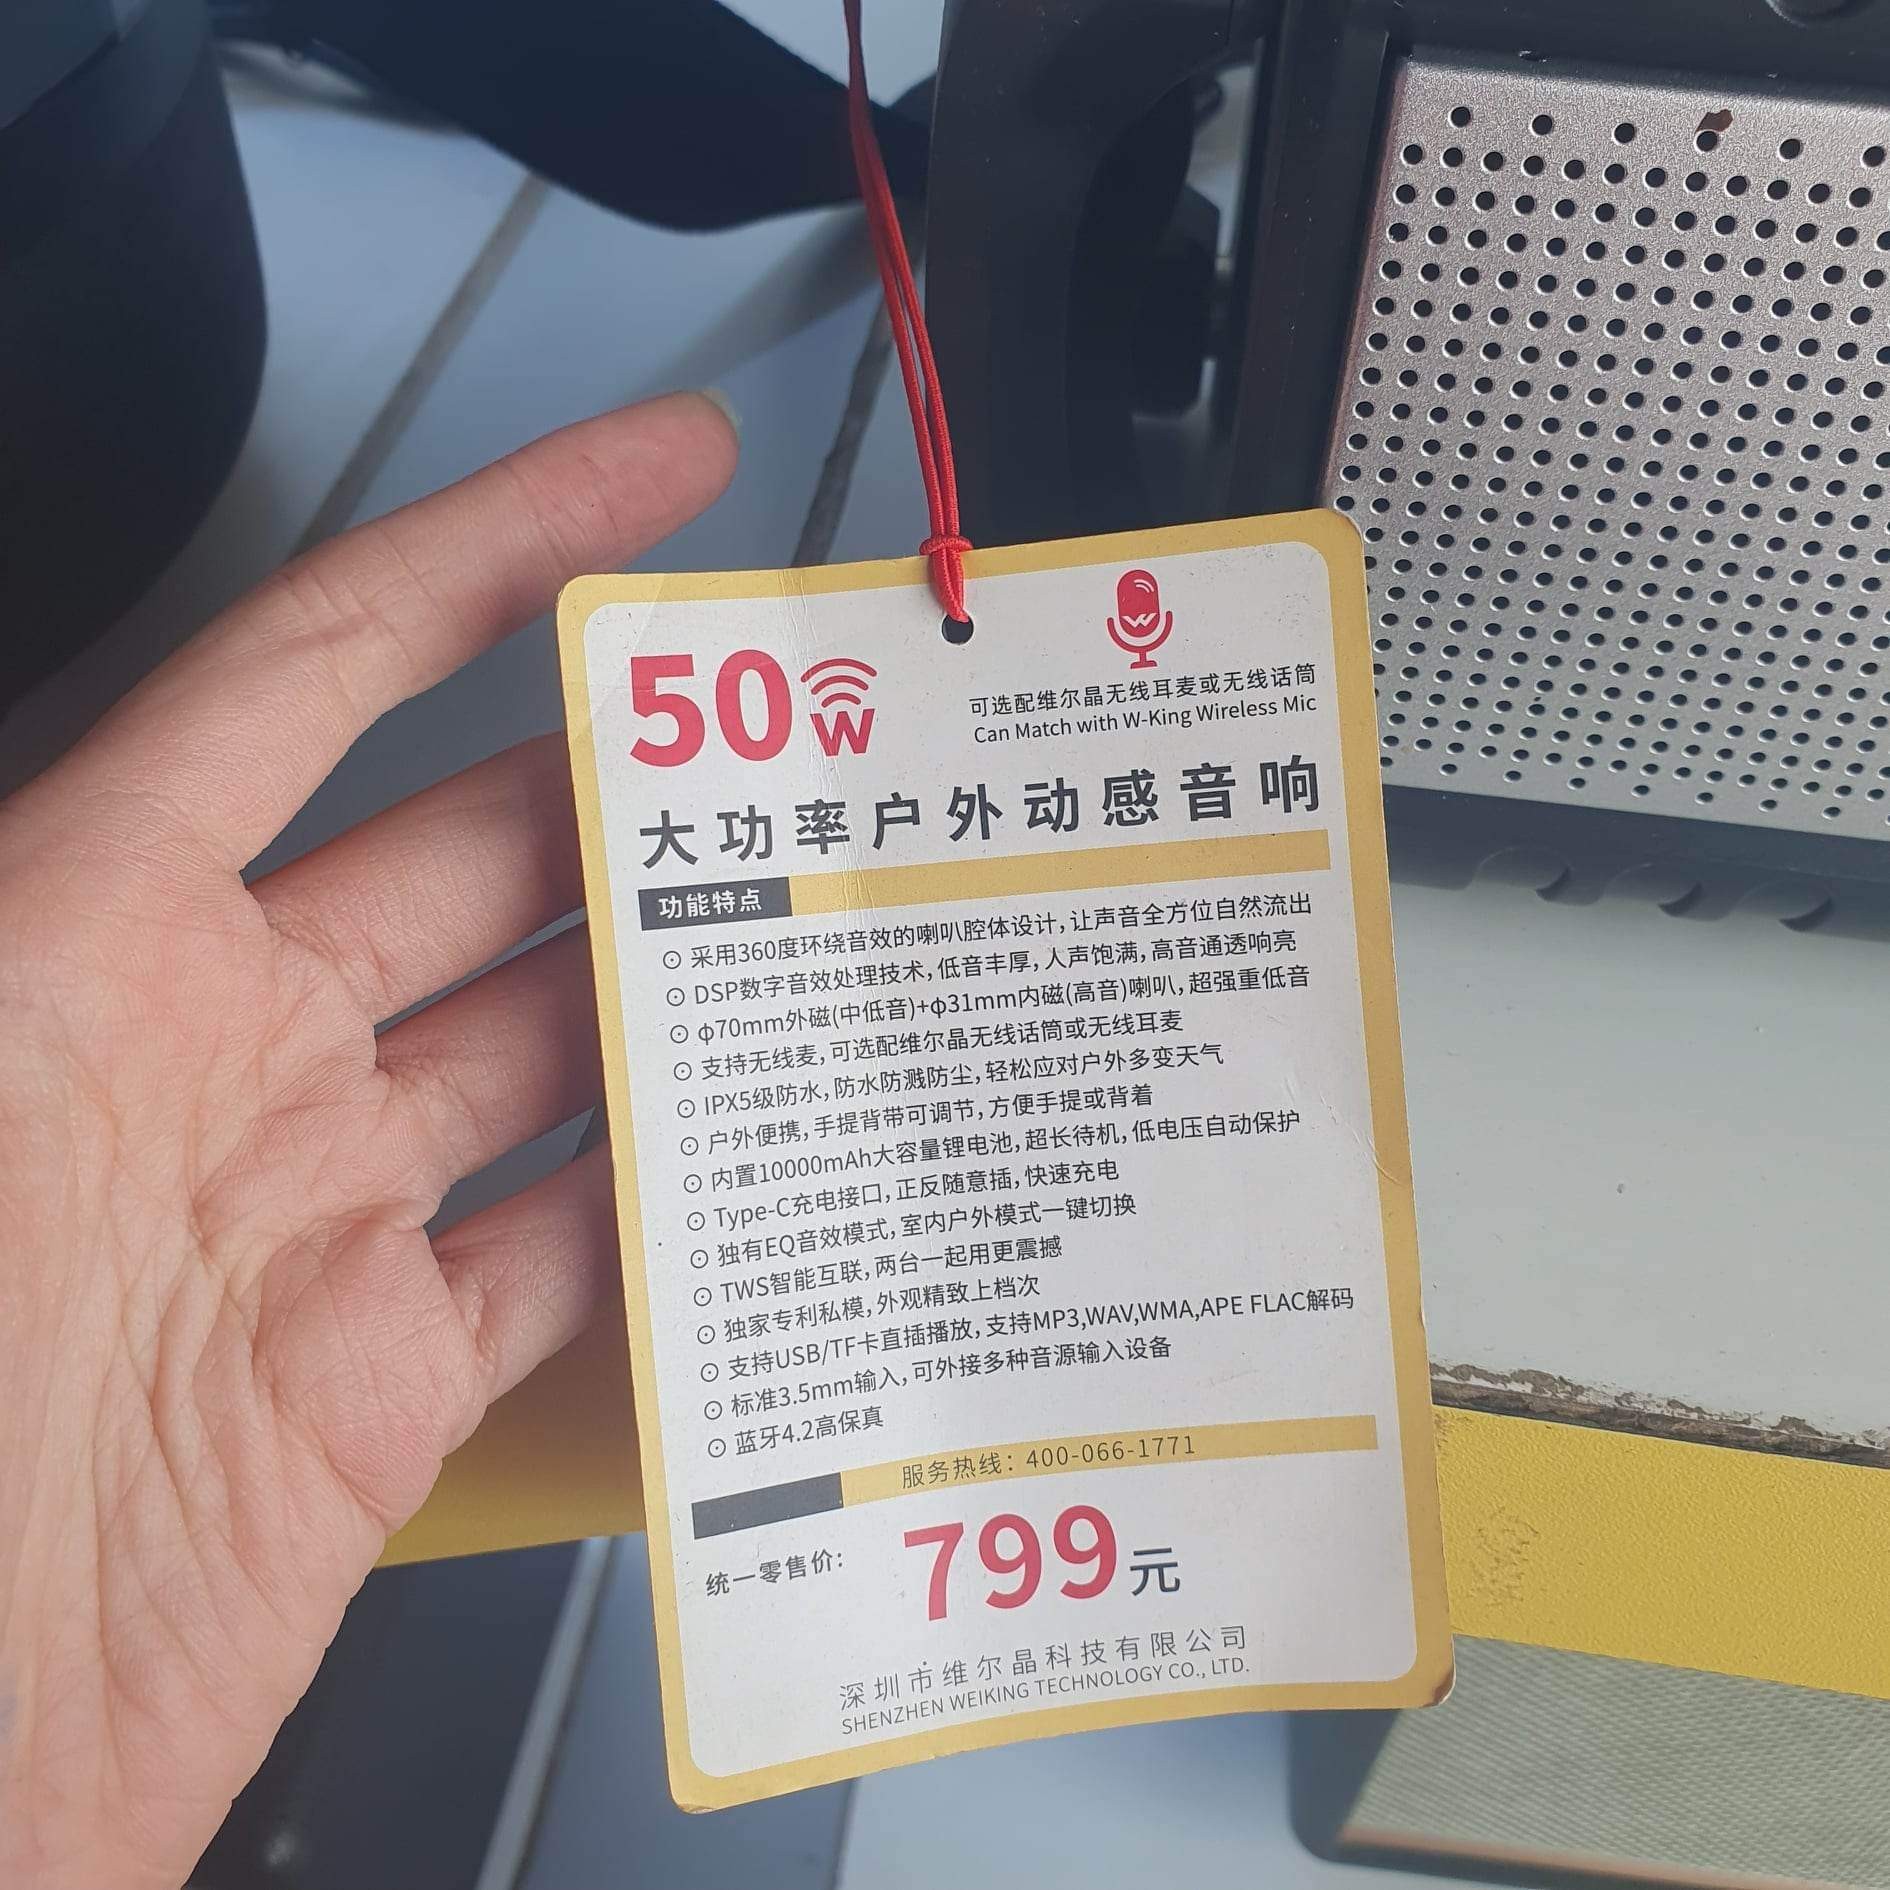 50W
可选配维尔晶无线耳麦或无线话筒
Can Match with W-King Wireless Mic
大功率户外动感音响
功能特点
⊙ 采用360度环绕音效的喇叭腔体设计,让声音全方位自然流出
⊙ DSP数字音效处理技术,低音丰厚,人声饱满,高音通透响亮
⊙ φ70mm外磁(中低音)+φ31mm内磁(高音)喇叭,超强重低音
⊙ 支持无线麦,可选配维尔晶无线话筒或无线耳麦
⊙ IPX5级防水,防水防溅防尘,轻松应对户外多变天气
⊙ 户外便携,手提背带可调节,方便手提或背着
⊙ 内置10000mAh大容量锂电池,超长待机,低电压自动保护
⊙ Type-C充电接口,正反随意插,快速充电
⊙ 独有EQ音效模式,室内户外模式一键切换
⊙ TWS智能互联,两台一起用更震撼
⊙ 独家专利私模,外观精致上档次
⊙ 支持USB/TF卡直插播放,支持MP3,WAV,WMA,APE FLAC解码
⊙ 标准3.5mm输入,可外接多种音源输入设备
⊙ 蓝牙4.2高保真
服务热线：400-066-1771
统一零售价: 799元
深圳市维尔晶科技有限公司
SHENZHEN WEIKING TECHNOLOGY CO., LTD.